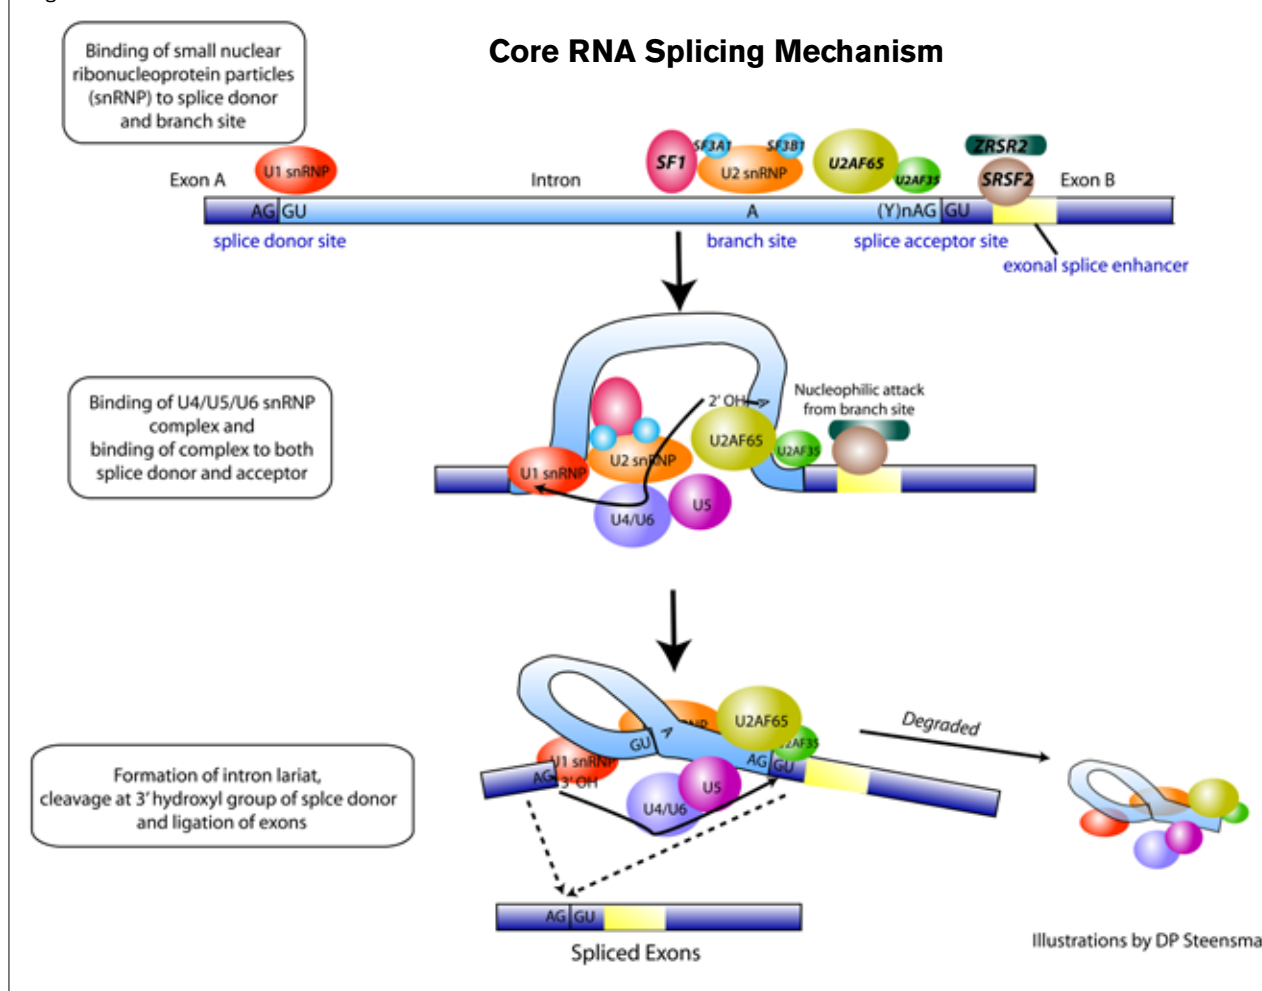 Core RNA Splicing Mechanism
Binding of small nuclear
ribonucleoprotein particles
(snRNP) to splice donor
and branch site
Exon A
U1 snRNP
Intron
SF1
SF3A1
SF3B1
U2 snRNP
U2AF65
U2AF35
ZRSR2
SRSF2
Exon B
AG GU
A
(Y)nAG GU
splice donor site
branch site
splice acceptor site
exonal splice enhancer
Binding of U4/U5/U6 snRNP
complex and
binding of complex to both
splice donor and acceptor
2' OH
A
Nucleophilic attack
from branch site
U1 snRNP
U2 snRNP
U2AF65
U2AF35
U4/U6
U5
Formation of intron lariat,
cleavage at 3' hydroxyl group of splce donor
and ligation of exons
GU
A
U2AF65
U2AF35
U1 snRNP
AG
3' OH
AG GU
U4/U6
U5
Degraded
AG GU
Spliced Exons
Illustrations by DP Steensma